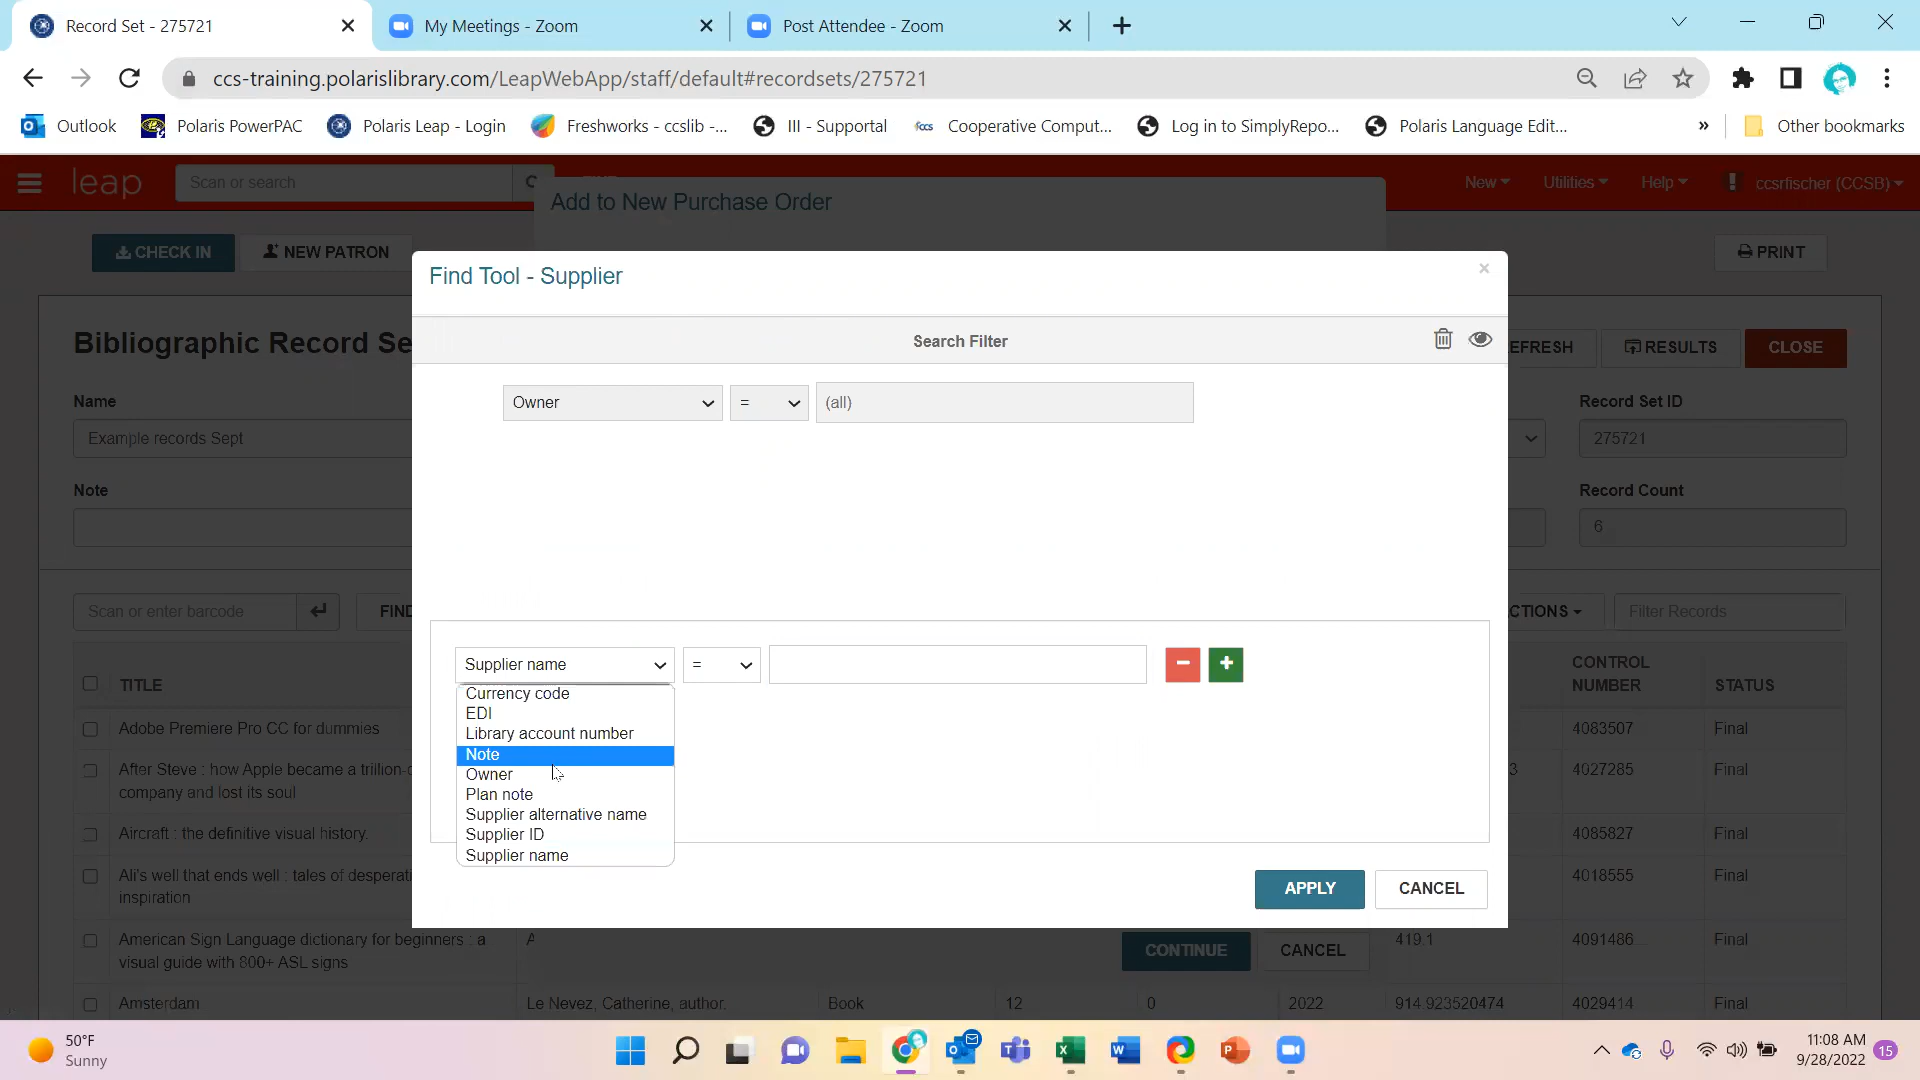 Record Set - 275721
My Meetings - Zoom
Post Attendee - Zoom
ccs-training.polarislibrary.com/LeapWebApp/staff/default#recordsets/275721
Outlook
Polaris PowerPAC
Polaris Leap - Login
Freshworks - ccslib -...
III - Supportal
ccs
Cooperative Comput...
Log in to SimplyRepo...
Polaris Language Edit...
»
Other bookmarks
leap
Scan or search
New
Utilities
Help
ccsrfischer (CCSB)
Add to New Purchase Order
CHECK IN
NEW PATRON
PRINT
Find Tool - Supplier
Search Filter
Bibliographic Record Se
EFRESH
RESULTS
CLOSE
Name
Owner
=
(all)
Record Set ID
Example records Sept
275721
Note
Record Count
6
Scan or enter barcode
FIND
CTIONS
Filter Records
Supplier name
=
TITLE
CONTROL NUMBER
STATUS
Currency code
EDI
Library account number
Note
Owner
Plan note
Supplier alternative name
Supplier ID
Supplier name
Adobe Premiere Pro CC for dummies
4083507
Final
After Steve : how Apple became a trillion-d
company and lost its soul
3
4027285
Final
Aircraft : the definitive visual history.
4085827
Final
Ali's well that ends well : tales of desperati
inspiration
4018555
Final
APPLY
CANCEL
American Sign Language dictionary for beginners : a
visual guide with 800+ ASL signs
419.1
4091486
Final
CONTINUE
CANCEL
Amsterdam
Le Nevez, Catherine, author.
Book
12
0
2022
914.923520474
4029414
Final
50°F
Sunny
11:08 AM
9/28/2022
15